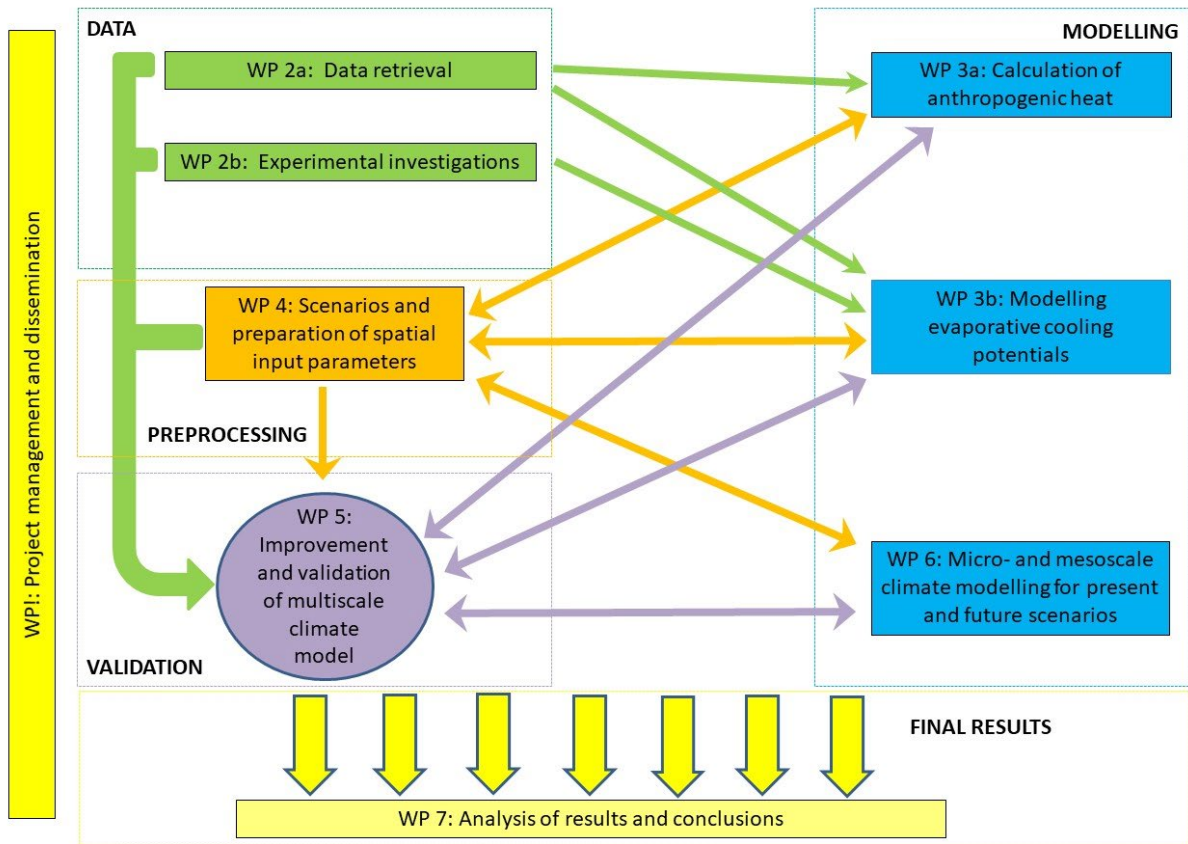 WP!: Project management and dissemination
DATA
WP 2a: Data retrieval
WP 2b: Experimental investigations
WP 4: Scenarios and
preparation of spatial
input parameters
PREPROCESSING
WP 5:
Improvement
and validation
of multiscale
climate
model
VALIDATION
MODELLING
WP 3a: Calculation of
anthropogenic heat
WP 3b: Modelling
evaporative cooling
potentials
WP 6: Micro- and mesoscale
climate modelling for present
and future scenarios
FINAL RESULTS
WP 7: Analysis of results and conclusions